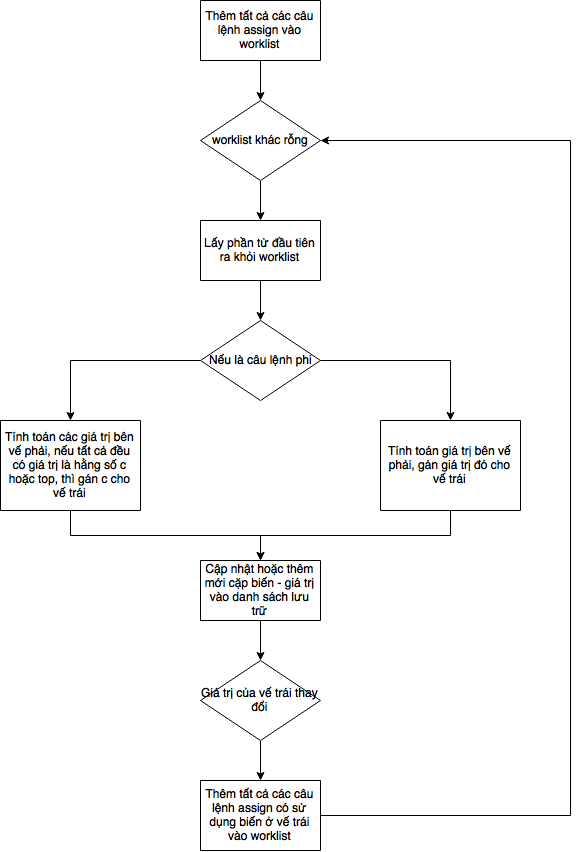 Thêm tất cả các câu
lệnh assign vào
worklist
worklist khác rỗng
Lấy phần tử đầu tiên
ra khỏi worklist
Nếu là câu lệnh phi
Tính toán các giá trị bên
vế phải, nếu tất cả đều
có giá trị là hằng số c
hoặc top, thì gán c cho
vế trái
Tính toán giá trị bên vế
phải, gán giá trị đó cho
vế trái
Cập nhật hoặc thêm
mới cặp biến - giá trị
vào danh sách lưu
trữ
Giá trị của vế trái thay
đổi
Thêm tất cả các câu
lệnh assign có sử
dụng biến ở vế trái
vào worklist